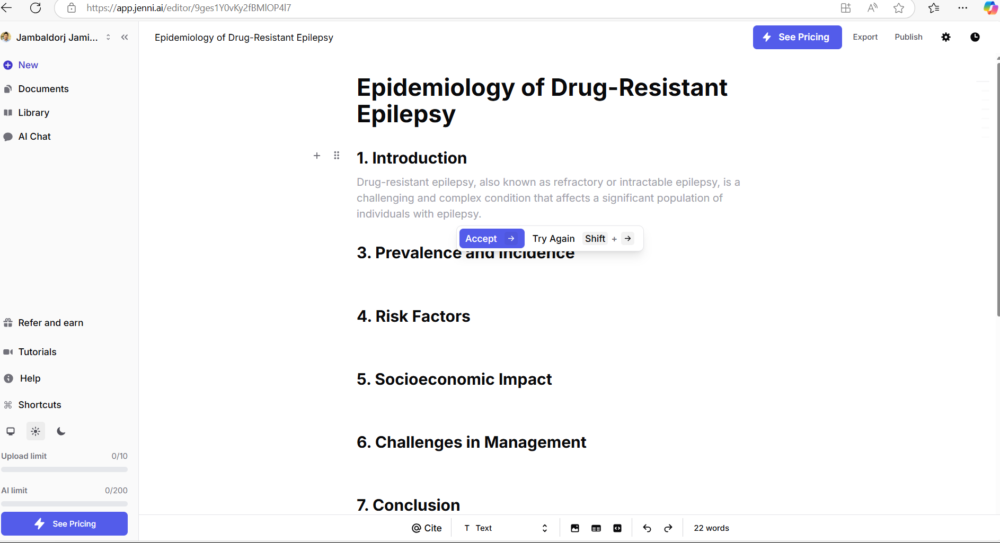 https://app.jenni.ai/editor/9ges1Y0vKy2fBMlOP4l7
Jambaldorj Jami...
Epidemiology of Drug-Resistant Epilepsy
See Pricing
Export
Publish
New
Documents
Library
AI Chat
Epidemiology of Drug-Resistant
Epilepsy
1. Introduction
Drug-resistant epilepsy, also known as refractory or intractable epilepsy, is a
challenging and complex condition that affects a significant population of
individuals with epilepsy.
Accept → Try Again Shift + →
3. Prevalence and Incidence
4. Risk Factors
5. Socioeconomic Impact
6. Challenges in Management
7. Conclusion
Refer and earn
Tutorials
Help
Shortcuts
Upload limit 0/10
AI limit 0/200
See Pricing
Cite
T Text
22 words